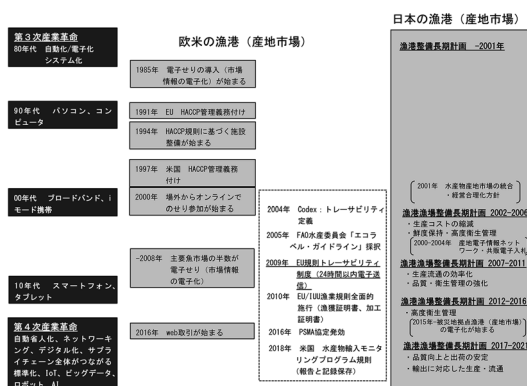 日本の漁港（産地市場）
欧米の漁港（産地市場）
第３次産業革命
80年代　自動化/電子化
システム化
90年代　パソコン、コン
ピュータ
00年代　ブロードバンド、i
モード携帯
10年代　スマートフォン、
タブレット
第４次産業革命
自動省人化、ネットワーキ
ング、デジタル化、サプラ
イチェーン全体がつながる
標準化、IoT、ビッグデータ、
ロボット、AI
1985年　電子せりの導入（市場
情報の電子化）が始まる
1991年　EU　HACCP管理義務付け
1994年　HACCP規則に基づく施設
整備が始まる
1997年　米国　HACCP管理義務
付け
2000年　場外からオンラインで
のせり参加が始まる
-2008年　主要魚市場の半数が
電子せり（市場情報
の電子化）
2016年　web取引が始まる
2004年　Codex：トレーサビリティ
定義
2005年　FAO水産委員会「エコラ
ベル・ガイドライン」採択
2009年　EU規則トレーサビリティ
制度（24時間以内電子送
信）
2010年　EU/IUU漁業規則全面的
施行（漁獲証明書、加工
証明書）
2016年　PSMA協定発効
2018年　米国　水産物輸入モニタ
リングプログラム規則
（報告と記録保存）
漁港整備長期計画　-2001年
2001年　水産物産地市場の統合
・経営合理化方針
漁港漁場整備長期計画 2002-2006
・生産コストの縮減
・鮮度保持・高度衛生管理
2000-2004年　産地電子情報ネット
ワーク・共販電子入札
漁港漁場整備長期計画 2007-2011
・生産流通の効率化
・品質・衛生管理の強化
漁港漁場整備長期計画 2012-2016
・高度衛生管理
2015年-被災地拠点漁港（産地市場）
の電子化が始まる
漁港漁場整備長期計画 2017-2021
・品質向上と出荷の安定
・輸出に対応した生産・流通